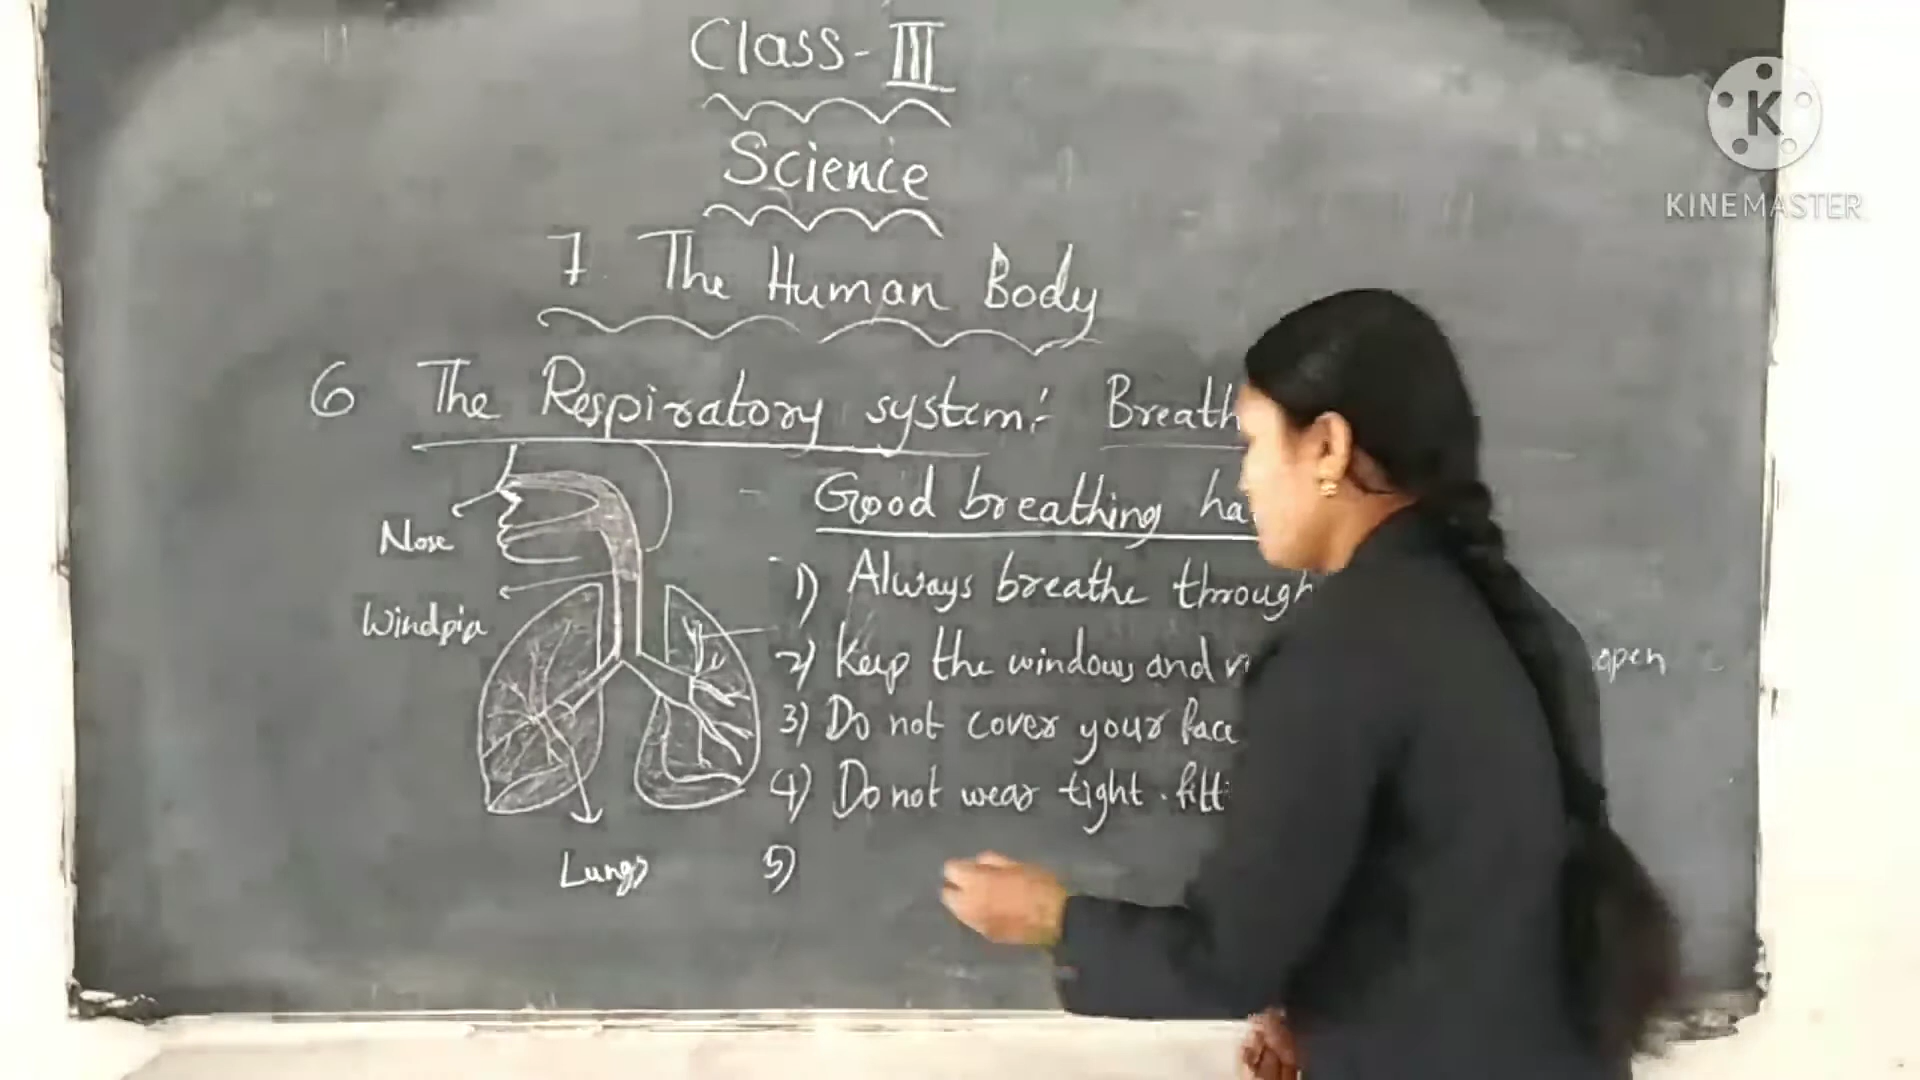 Class-III
Science
7. The Human Body
6 The Respiratory system:- Breath
Good breathing ha
Nose
1) Always breathe through
Windpip
2) Keep the windows and open
3) Do not cover your face
4) Do not wear tight-fitt
5)
Lungs
K
KINEMASTER